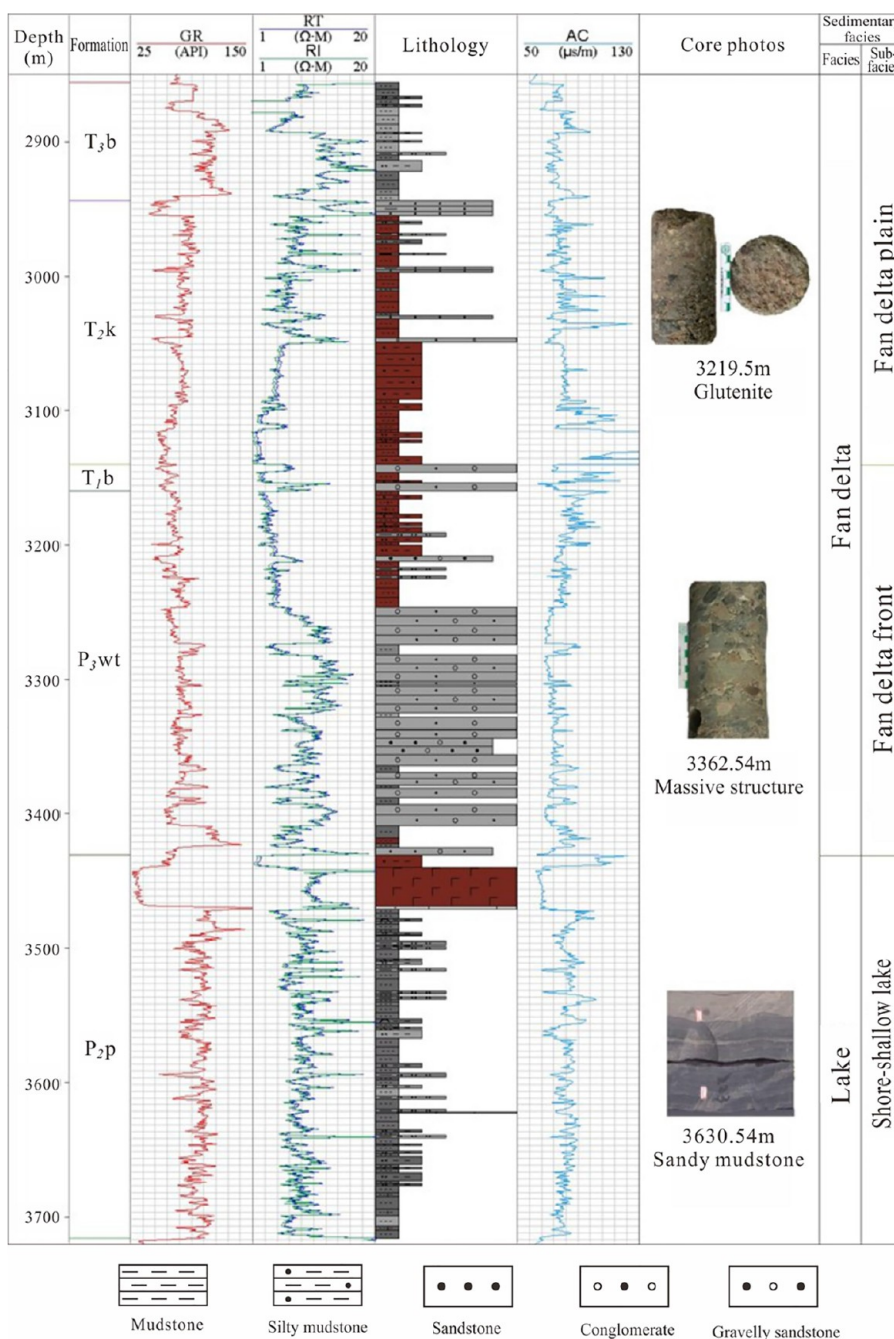 Depth
(m)
Formation
GR
25 (API) 150
RT
1 (Ω·M) 20
RI
1 (Ω·M) 20
Lithology
AC
50 (μs/m) 130
Core photos
Sedimentar
facies
Facies
Sub-
facies
2900
3000
3100
3200
3300
3400
3500
3600
3700
T₃b
T₂k
T₁b
P₃wt
P₂p
3219.5m
Glutenite
3362.54m
Massive structure
3630.54m
Sandy mudstone
Fan delta
Lake
Fan delta plain
Fan delta front
Shore-shallow lake
Mudstone
Silty mudstone
Sandstone
Conglomerate
Gravelly sandstone